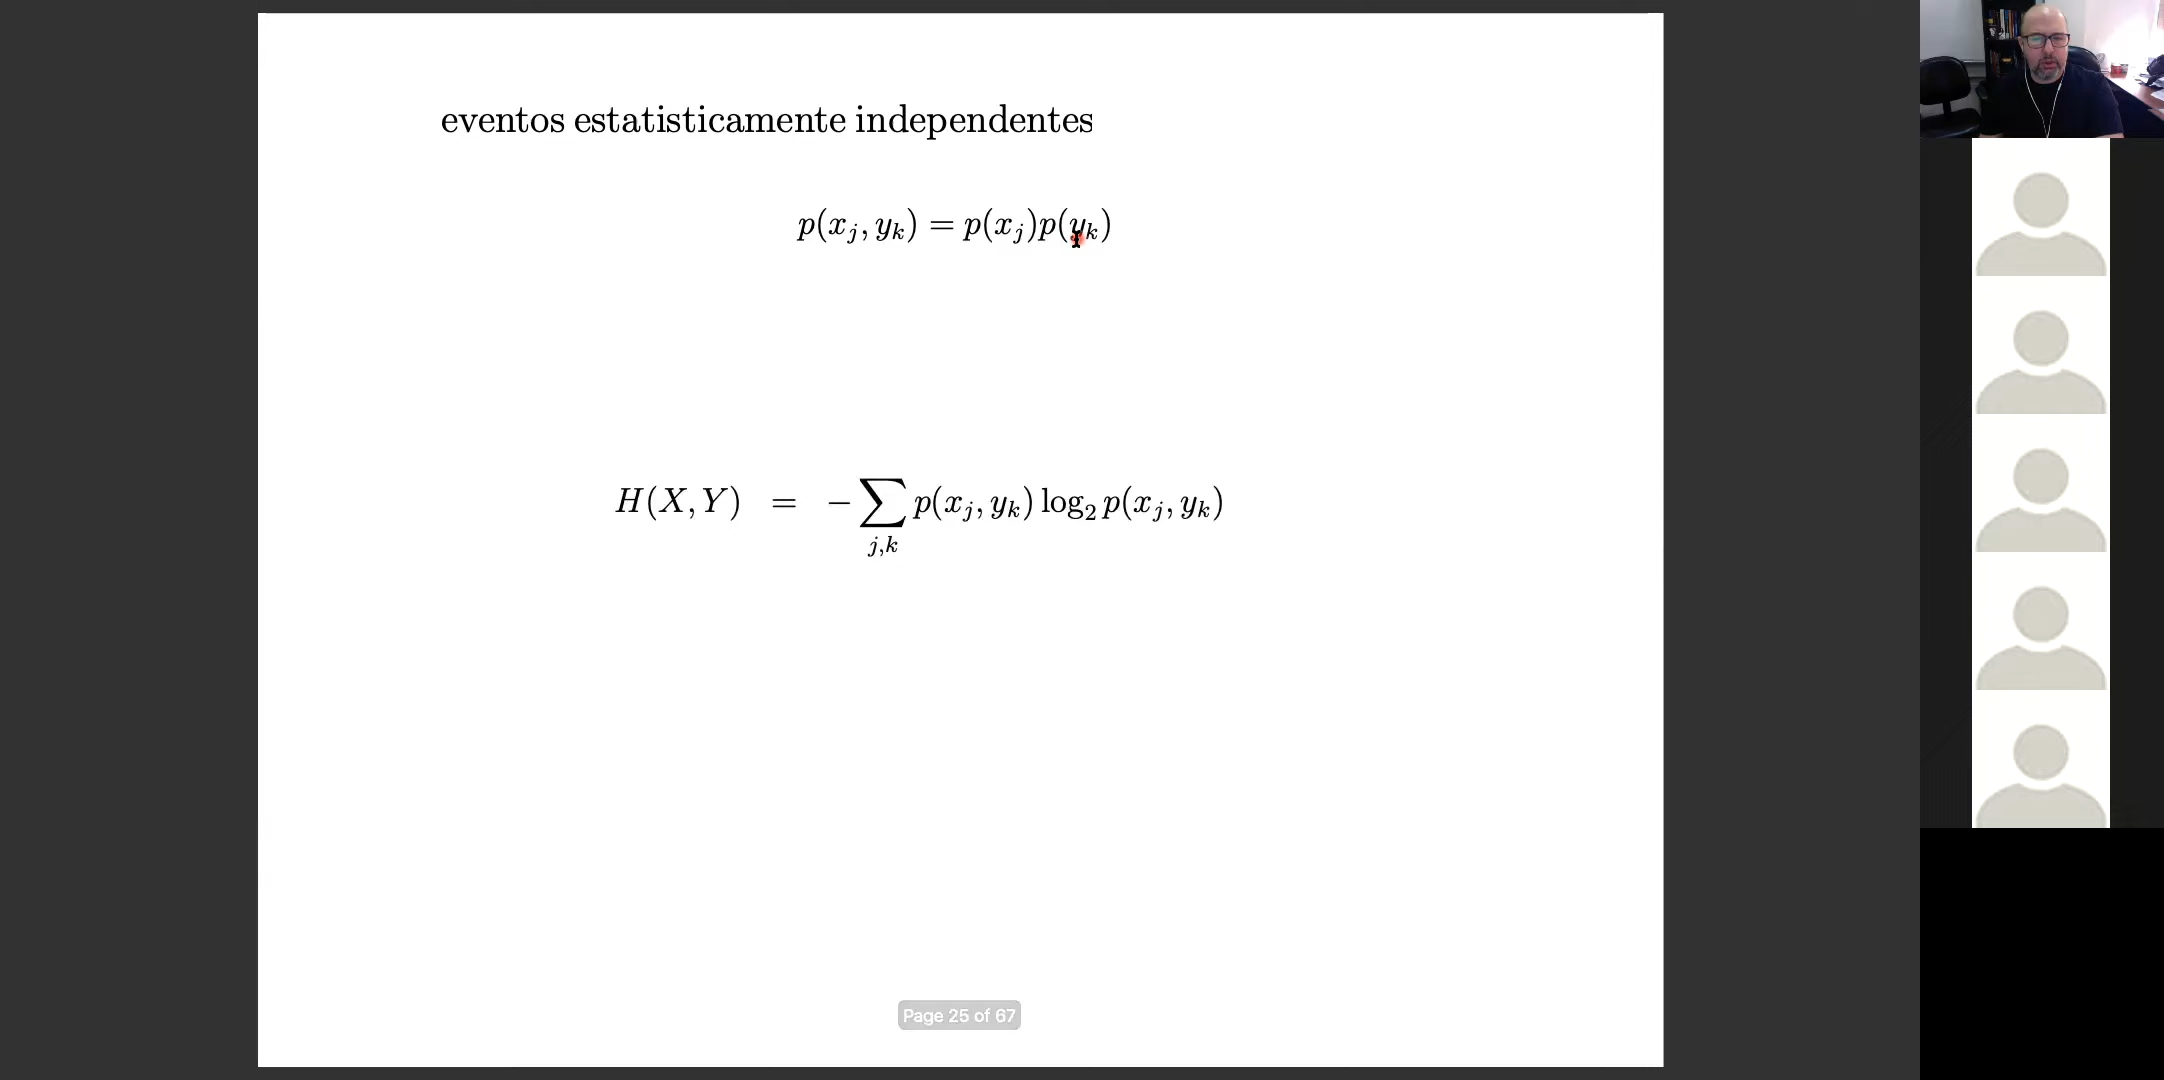 eventos estatisticamente independentes
p(x_j, y_k) = p(x_j)p(y_k)
H(X, Y) = −∑_{j,k} p(x_j, y_k) log_2 p(x_j, y_k)
Page 25 of 67